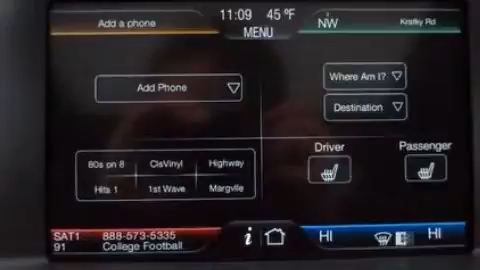 Add a phone
11:09 45 ºF
MENU
NW
Kratky Rd
Add Phone
Where Am I?
Destination
80s on 8 ClsVinyl Highway
Hits 1 1st Wave Margville
Driver
Passenger
SAT1 888-573-5335
91 College Football
i
HI
HI